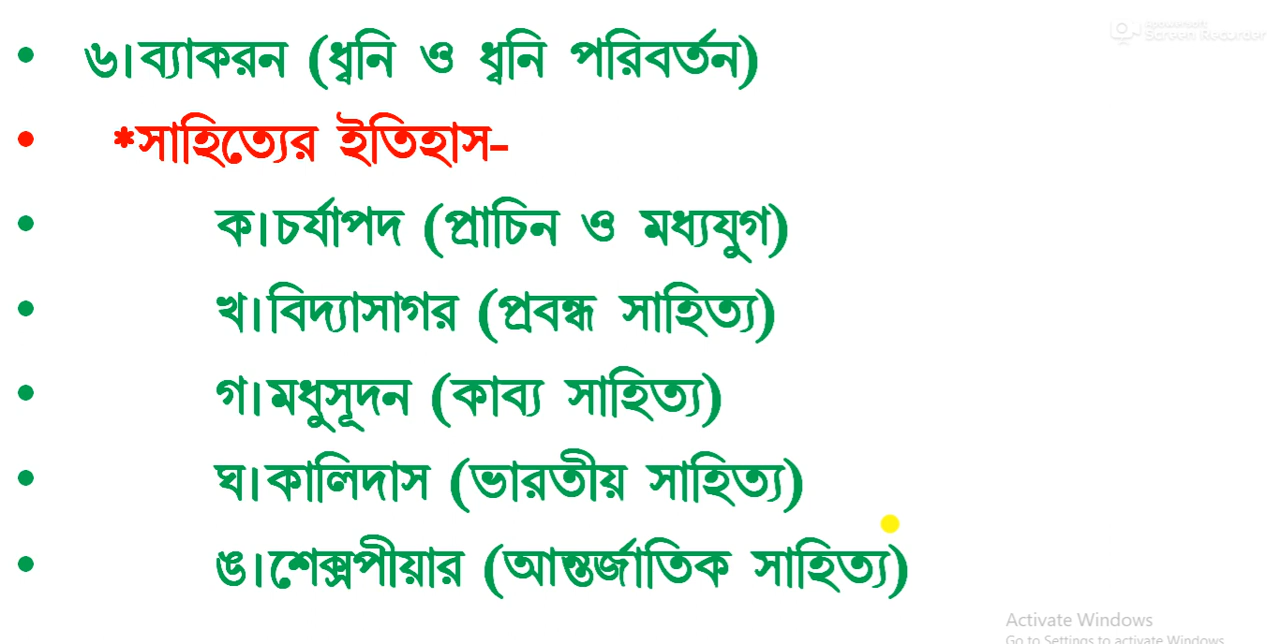 Apowersoft
Screen Recorder
• ৬।ব্যাকরন (ধ্বনি ও ধ্বনি পরিবর্তন)
• *সাহিত্যের ইতিহাস-
• ক।চর্যাপদ (প্রাচিন ও মধ্যযুগ)
• খ।বিদ্যাসাগর (প্রবন্ধ সাহিত্য)
• গ।মধুসূদন (কাব্য সাহিত্য)
• ঘ।কালিদাস (ভারতীয় সাহিত্য)
• ঙ।শেক্সপীয়ার (আন্তর্জাতিক সাহিত্য)
Activate Windows
Go to Settings to activate Windows